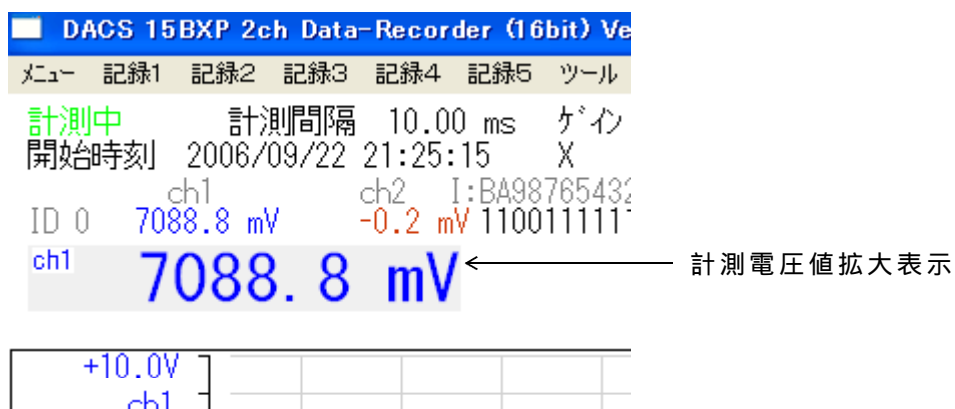 DACS 15BXP 2ch Data-Recorder (16bit) Ve
ﾒﾆｭｰ 記録1 記録2 記録3 記録4 記録5 ツール
計測中 計測間隔 10.00 ms ｹﾞｲﾝ
開始時刻 2006/09/22 21:25:15 X
ch1 ch2 I:BA98765432
ID 0 7088.8 mV -0.2 mV 1100111111
ch1 7088.8 mV
計測電圧値拡大表示
+10.0V
ch1